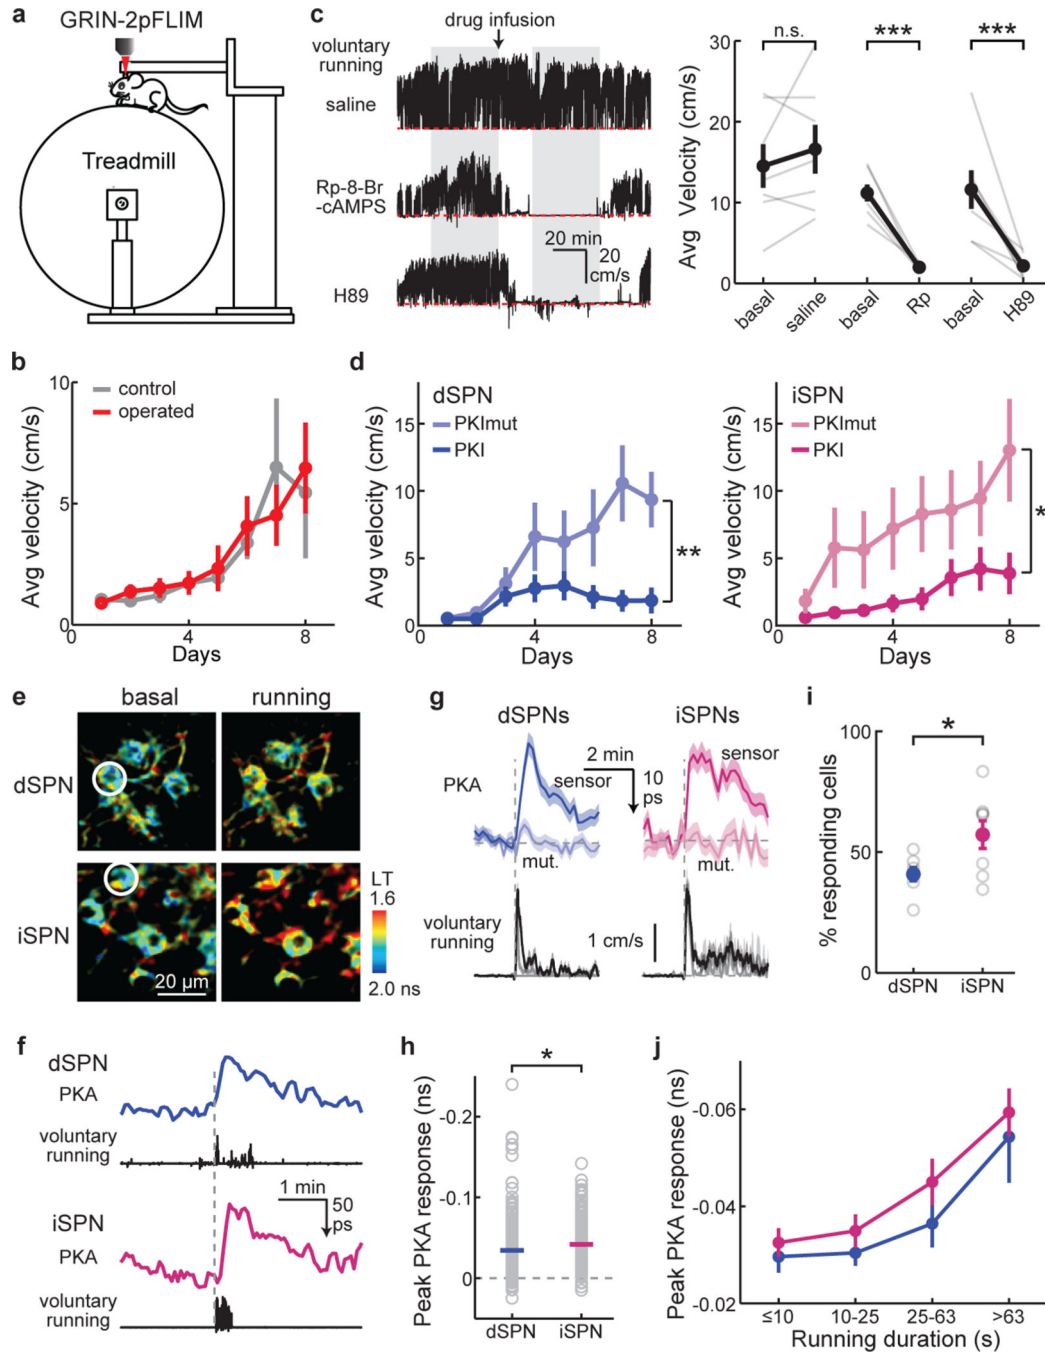 a
GRIN-2pFLIM
Treadmill
c
drug infusion
voluntary
running
saline
Rp-8-Br
-cAMPS
H89
20 min
20
cm/s
Avg Velocity (cm/s)
30
20
10
0
n.s.
***
***
basal
saline
basal
Rp
basal
H89
b
control
operated
Avg velocity (cm/s)
10
5
0
0
4
8
Days
d
dSPN
PKImut
PKI
Avg velocity (cm/s)
15
10
5
0
**
0
4
8
Days
iSPN
PKImut
PKI
15
10
5
0
*
0
4
8
Days
e
basal
running
dSPN
iSPN
20 µm
LT
1.6
2.0 ns
g
dSPNs
iSPNs
PKA
sensor
2 min
10
ps
sensor
mut.
mut.
voluntary
running
1 cm/s
i
% responding cells
100
50
0
*
dSPN
iSPN
f
dSPN
PKA
voluntary
running
1 min
50
ps
iSPN
PKA
voluntary
running
h
Peak PKA response (ns)
-0.2
-0.1
0
*
dSPN
iSPN
j
Peak PKA response (ns)
-0.06
-0.04
-0.02
≤10
10-25
25-63
>63
Running duration (s)